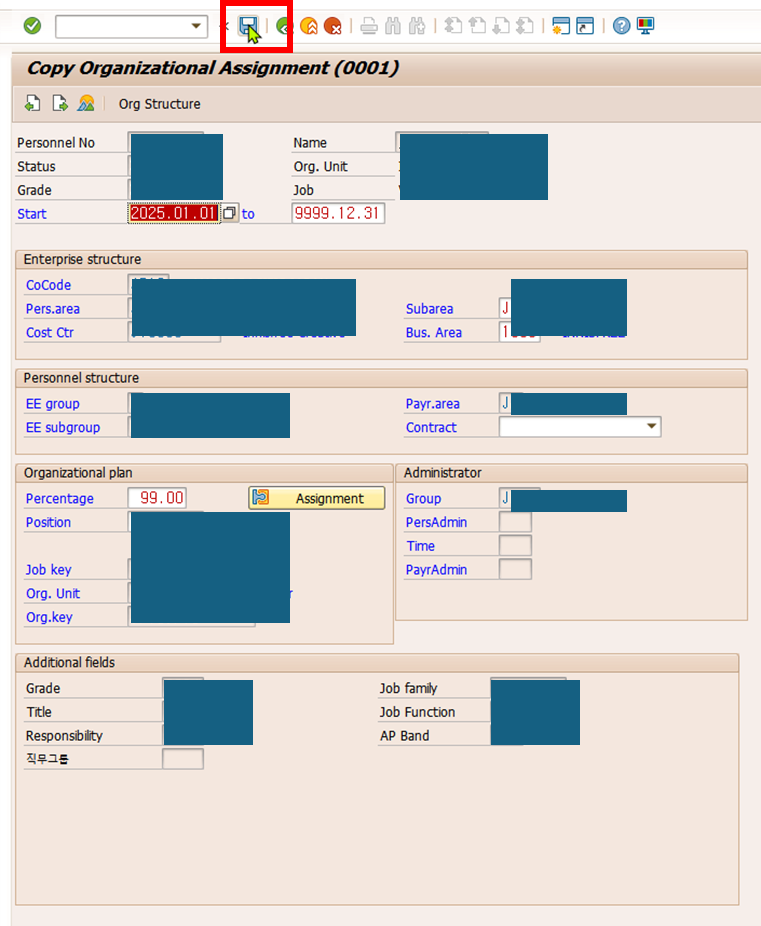 Copy Organizational Assignment (0001)
Org Structure
Personnel No Name
Status Org. Unit
Grade Job
Start 2025.01.01 to 9999.12.31
Enterprise structure
CoCode
Pers.area Subarea J
Cost Ctr Bus. Area 1
Personnel structure
EE group Payr.area J
EE subgroup Contract
Organizational plan Administrator
Percentage 99.00 Assignment Group J
Position PersAdmin
Time
Job key PayrAdmin
Org. Unit r
Org.key
Additional fields
Grade Job family
Title Job Function
Responsibility AP Band
직무그룹